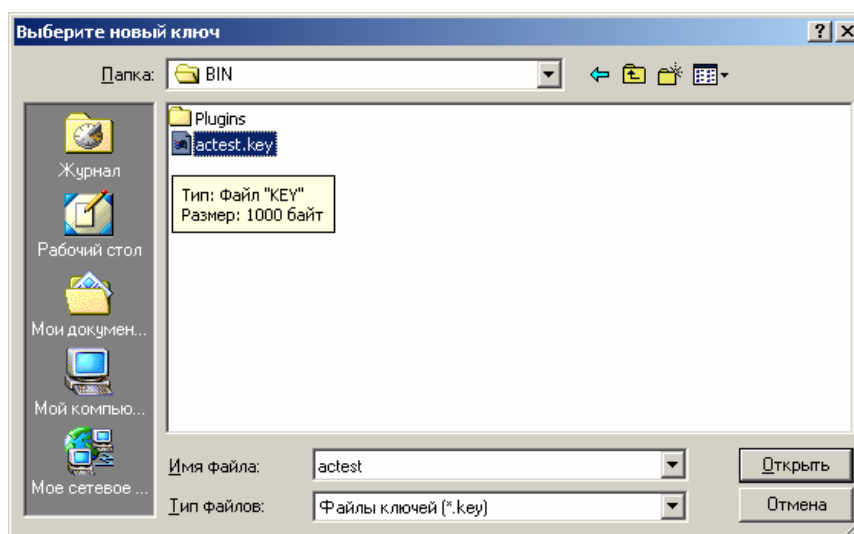 Выберите новый ключ
Папка: BIN
Plugins
actest.key
Тип: Файл "KEY"
Размер: 1000 байт
Журнал
Рабочий стол
Мои докумен...
Мой компью...
Мое сетевое ...
Имя файла: actest
Открыть
Тип файлов: Файлы ключей (*.key)
Отмена